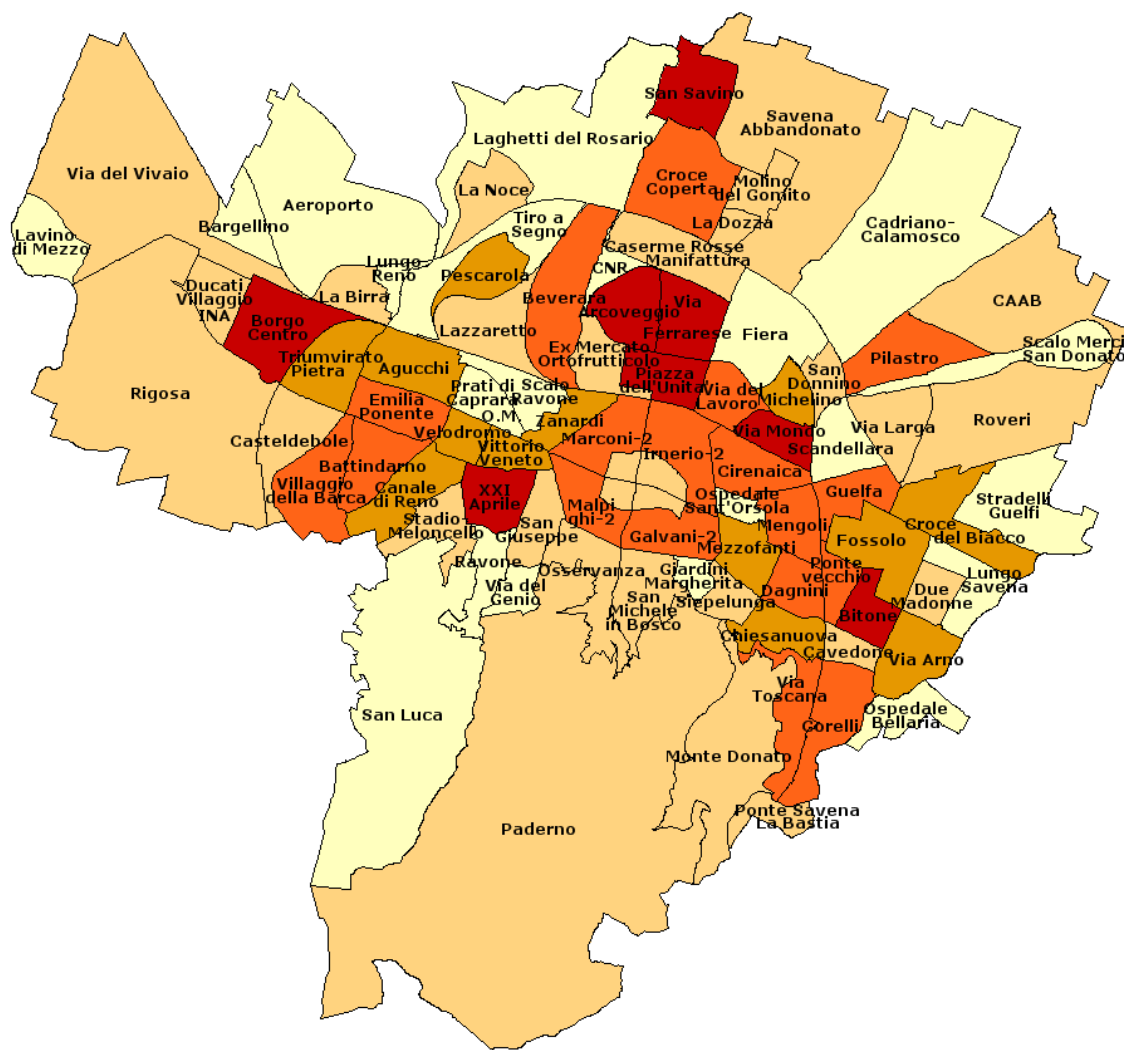 San Savino
Savena
Abbandonato
Laghetti del Rosario
Via del Vivaio
Croce
Coperta
Molino
del Gomito
La Noce
Aeroporto
Bargellino
Lavino
di Mezzo
Tiro a
Segno
La Dozza
Cadriano-
Calamosco
Caserme Rosse
Manifattura
Lungo
Reno
Pescarola
CNR
Ducati
Villaggio
INA
La Birra
Beverara
Arcoveggio
Via
Ferrarese
Fiera
CAAB
Borgo
Centro
Lazzaretto
Ex Mercato
Ortofrutticolo
Scalo Merci
San Donato
Triumvirato
Pietra
Agucchi
Piazza
dell'Unita'
San
Donnino
Pilastro
Rigosa
Prati di
Caprara
O.M.
Scalo
Ravone
Via del
Lavoro
Michelino
Emilia
Ponente
Zanardi
Via Larga
Roveri
Casteldebole
Velodromo
Vittorio
Veneto
Marconi-2
Irnerio-2
Via Mondo
Scandellara
Battindarno
Cirenaica
Villaggio
della Barca
Canale
di Reno
XXI
Aprile
Malpi
ghi-2
Ospedale
Sant'Orsola
Guelfa
Stradelli
Guelfi
Stadio-
Meloncello
San
Giuseppe
Galvani-2
Mezzofanti
Mengoli
Fossolo
Croce
del Biacco
Ravone
Osservanza
Giardini
Margherita
Ponte
vecchio
Lungo
Savena
Via del
Genio
San
Michele
in Bosco
Siepelunga
Dagnini
Due
Madonne
Bitone
Chiesanuova
Cavedone
Via Arno
Via
Toscana
San Luca
Ospedale
Bellaria
Corelli
Monte Donato
Ponte Savena
La Bastia
Paderno